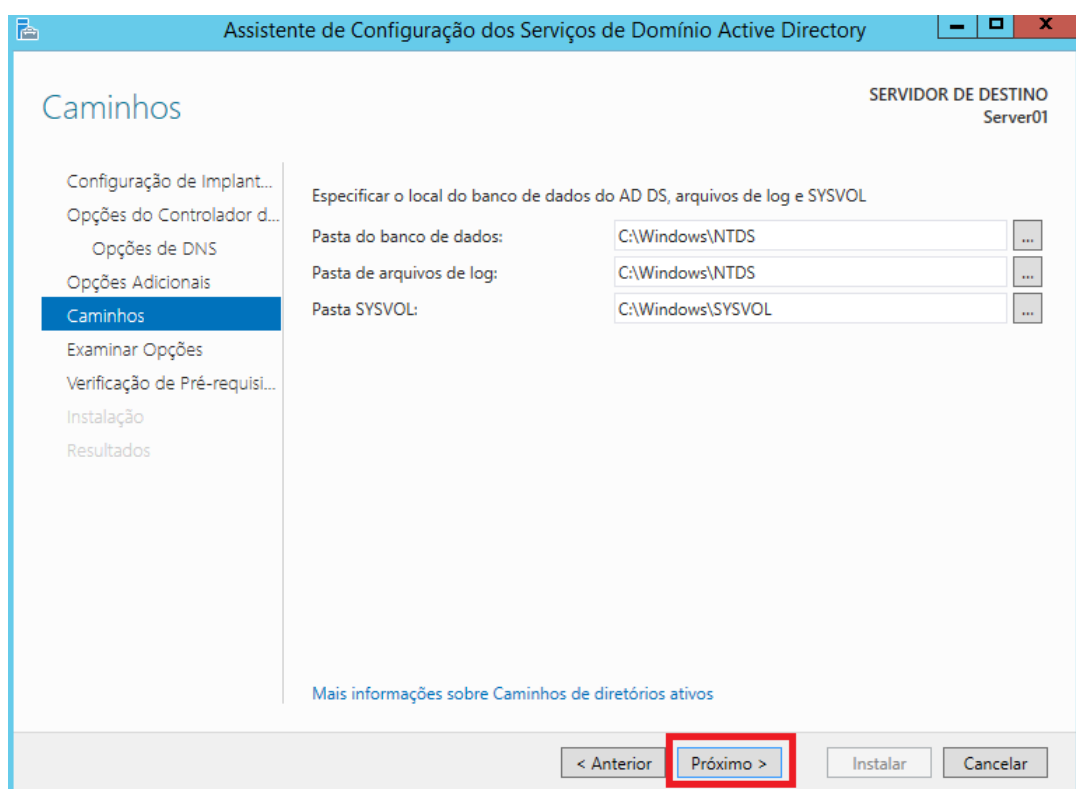 Assistente de Configuração dos Serviços de Domínio Active Directory
Caminhos
SERVIDOR DE DESTINO
Server01
Configuração de Implant...
Opções do Controlador d...
Opções de DNS
Opções Adicionais
Caminhos
Examinar Opções
Verificação de Pré-requisi...
Instalação
Resultados
Especificar o local do banco de dados do AD DS, arquivos de log e SYSVOL
Pasta do banco de dados: C:\Windows\NTDS ...
Pasta de arquivos de log: C:\Windows\NTDS ...
Pasta SYSVOL: C:\Windows\SYSVOL ...
Mais informações sobre Caminhos de diretórios ativos
< Anterior Próximo > Instalar Cancelar